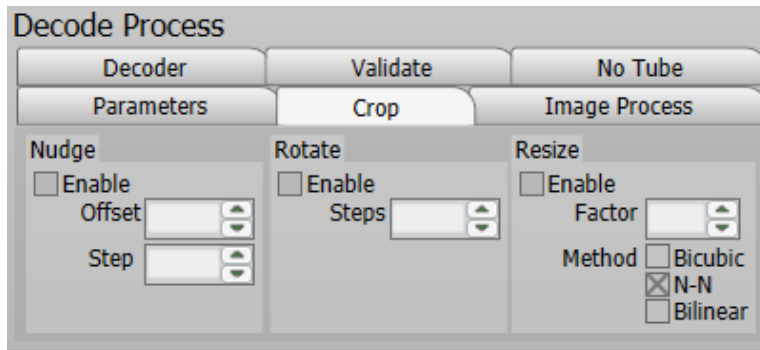 Decode Process
Decoder Validate No Tube
Parameters Crop Image Process
Nudge Rotate Resize
Enable Enable Enable
Offset Steps Factor
Step Method Bicubic
N-N
Bilinear